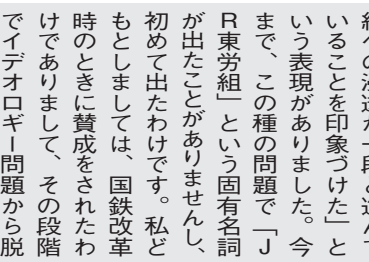 組への浸透が一段と進んで
いることを印象づけた」と
いう表現がありました。今
まで、この種の問題で「J
R東労組」という固有名詞
が出たことがありませんし、
初めて出たわけです。私ど
もとしましては、国鉄改革
時のときに賛成をされたわ
けでありまして、その段階
でイデオロギー問題から脱